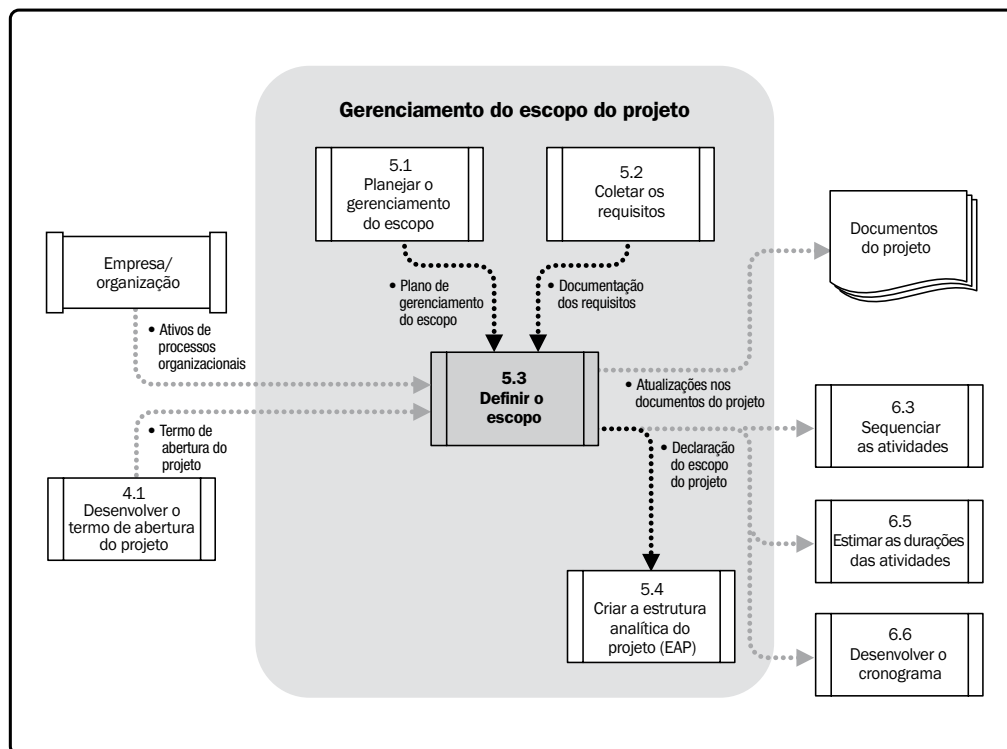 Gerenciamento do escopo do projeto
5.1
Planejar o
gerenciamento
do escopo
5.2
Coletar os
requisitos
Documentos
do projeto
Empresa/
organização
• Plano de
gerenciamento
do escopo
• Documentação
dos requisitos
• Ativos de
processos
organizacionais
5.3
Definir o
escopo
• Atualizações nos
documentos do projeto
• Termo de
abertura do
projeto
• Declaração
do escopo
do projeto
6.3
Sequenciar
as atividades
4.1
Desenvolver o
termo de abertura
do projeto
6.5
Estimar as durações
das atividades
5.4
Criar a estrutura
analítica do
projeto (EAP)
6.6
Desenvolver o
cronograma